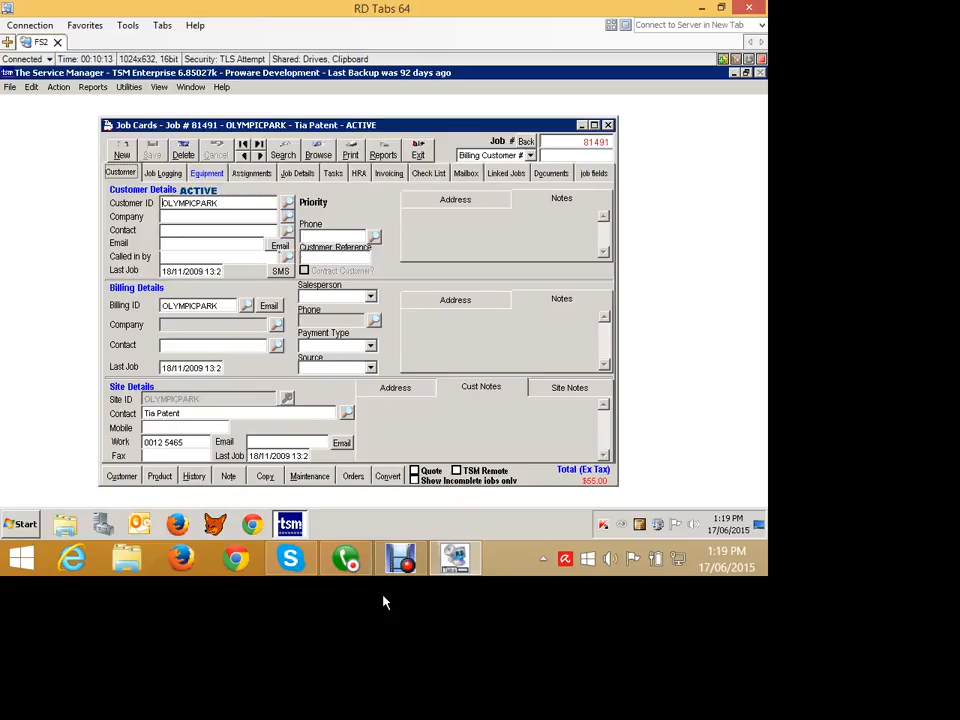 RD Tabs 64
Connection Favorites Tools Tabs Help
Connect to Server in New Tab
FS2
Connected Time: 00:10:13 1024x632, 16bit Security: TLS Attempt Shared: Drives, Clipboard
tsm The Service Manager - TSM Enterprise 6.85027k - Proware Development - Last Backup was 92 days ago
File Edit Action Reports Utilities View Window Help
Job Cards - Job # 81491 - OLYMPICPARK - Tia Patent - ACTIVE
New Save Delete Cancel Search Browse Print Reports Exit
Job # Back 81491
Billing Customer #
Customer Job Logging Equipment Assignments Job Details Tasks HRA Invoicing Check List Mailbox Linked Jobs Documents job fields
Customer Details ACTIVE
Customer ID OLYMPICPARK
Company
Contact
Email Email
Called in by
Last Job 18/11/2009 13:2 SMS
Priority
Phone
Customer Reference
Contract Customer?
Address Notes
Billing Details
Billing ID OLYMPICPARK Email
Company
Contact
Last Job 18/11/2009 13:2
Salesperson
Phone
Payment Type
Source
Address Notes
Site Details
Site ID OLYMPICPARK
Contact Tia Patent
Mobile
Work 0012 5465 Email Email
Fax Last Job 18/11/2009 13:2
Address Cust Notes Site Notes
Customer Product History Note Copy Maintenance Orders Convert
Quote TSM Remote
Show Incomplete jobs only
Total (Ex Tax)
$55.00
Start
tsm
1:19 PM
17/06/2015
1:19 PM
17/06/2015